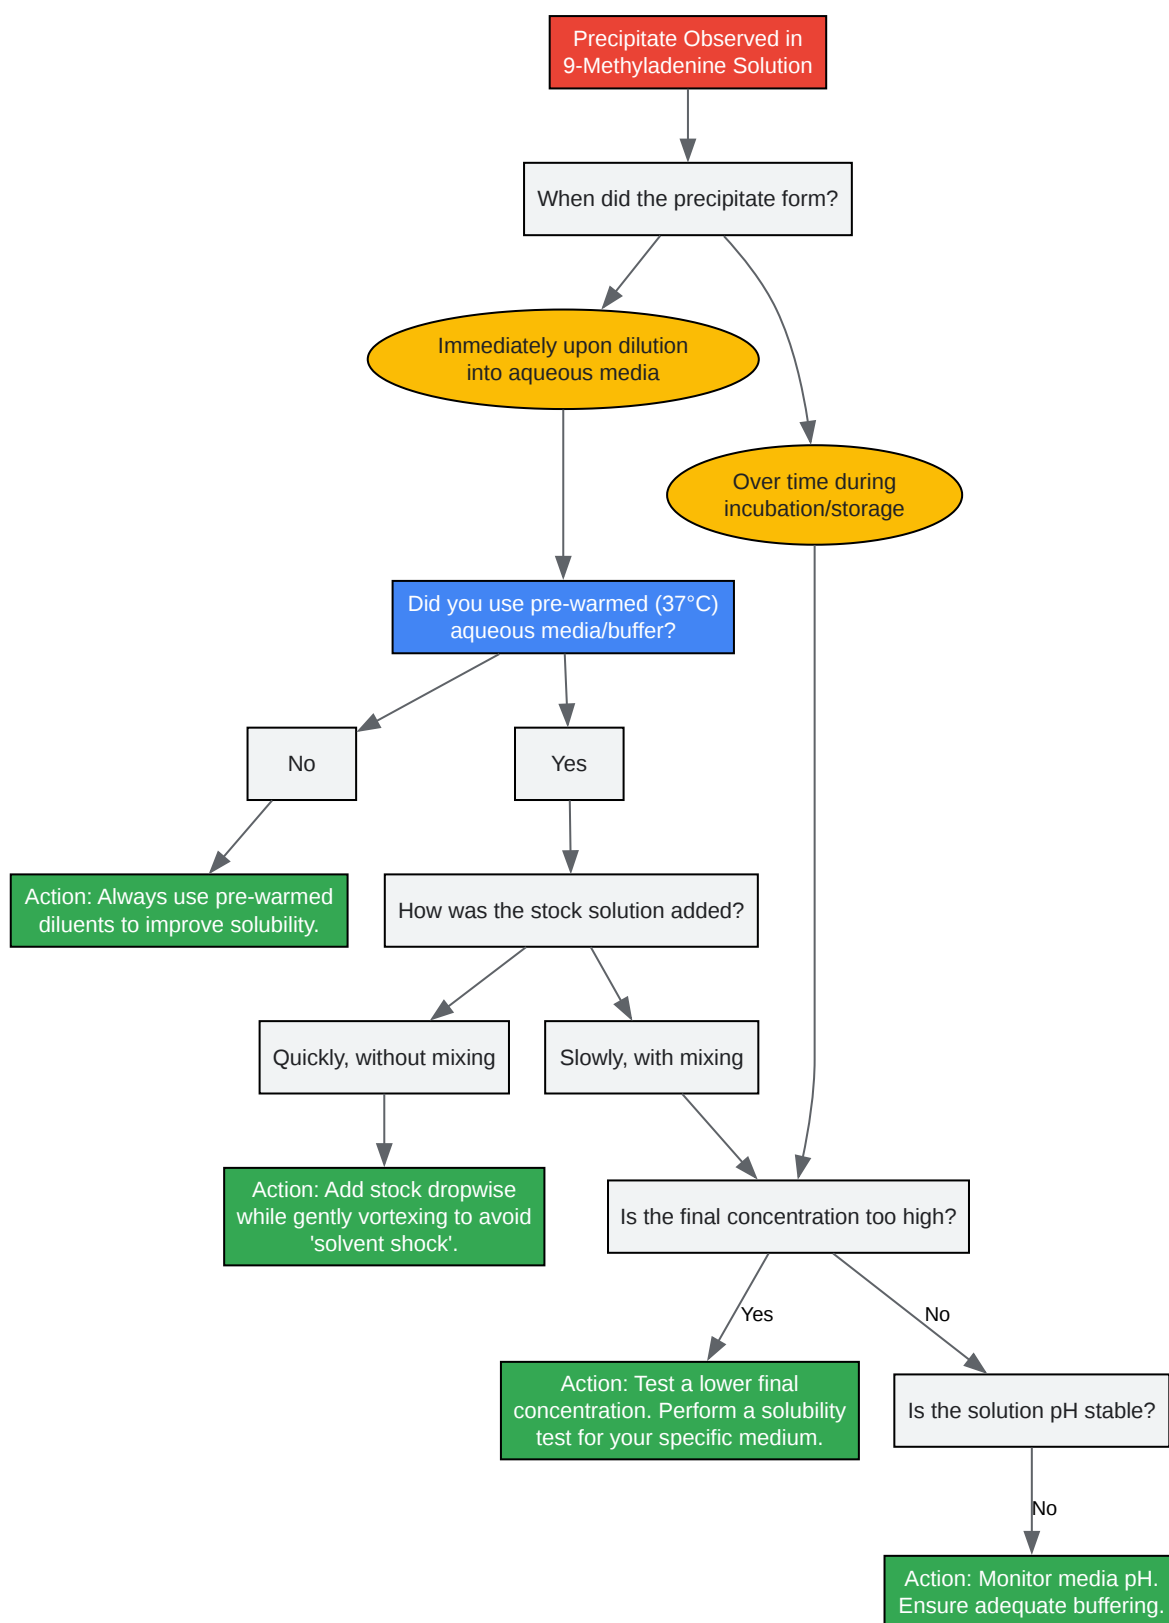 Precipitate Observed in
9-Methyladenine Solution
When did the precipitate form?
Immediately upon dilution
into aqueous media
Over time during
incubation/storage
Did you use pre-warmed (37°C)
aqueous media/buffer?
No
Yes
Action: Always use pre-warmed
diluents to improve solubility.
How was the stock solution added?
Quickly, without mixing
Slowly, with mixing
Action: Add stock dropwise
while gently vortexing to avoid
'solvent shock'.
Is the final concentration too high?
Yes
No
Action: Test a lower final
concentration. Perform a solubility
test for your specific medium.
Is the solution pH stable?
No
Action: Monitor media pH.
Ensure adequate buffering.